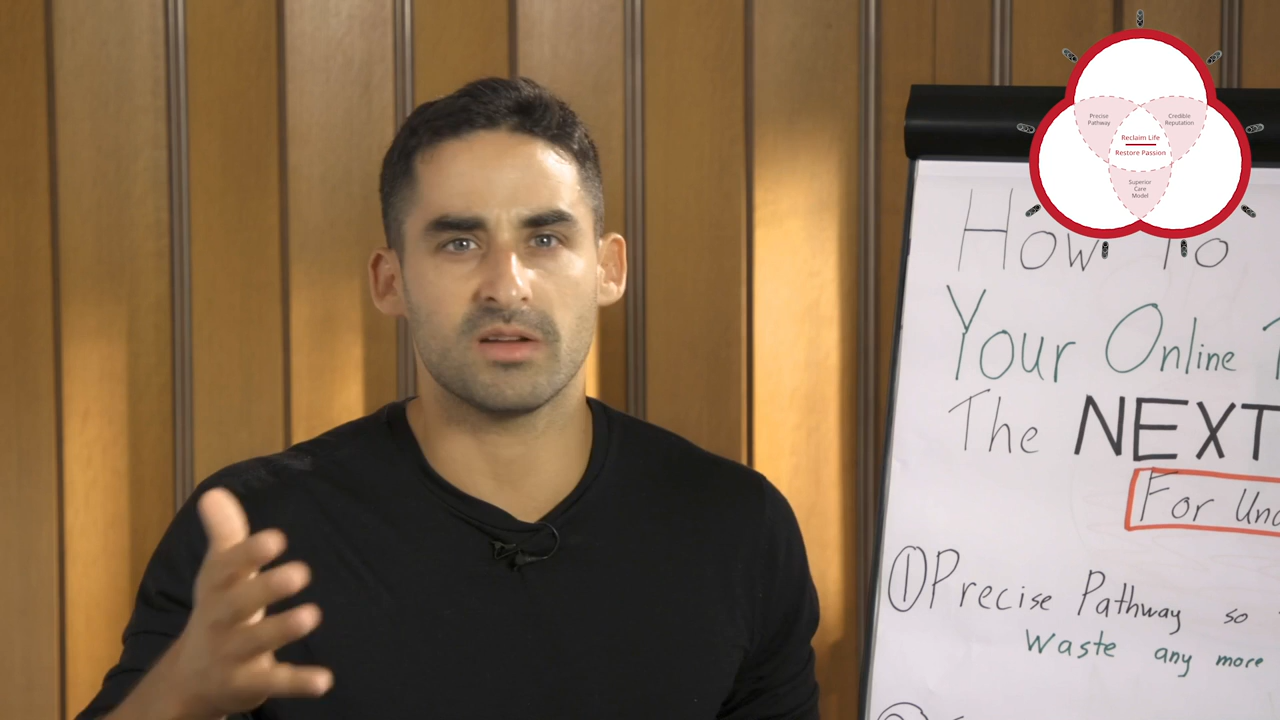 Precise
Pathway
Credible
Reputation
Reclaim Life
Restore Passion
Superior
Care
Model
How To
Your Online
The NEXT
For Und
① Precise Pathway so
Waste any more